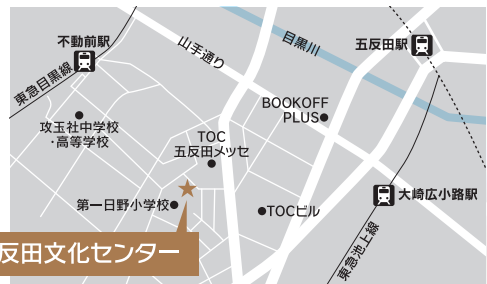 不動前駅
山手通り
目黒川
五反田駅
東急目黒線
BOOKOFF
PLUS
攻玉社中学校
・高等学校
TOC
五反田メッセ
大崎広小路駅
第一日野小学校
TOCビル
反田文化センター
東急池上線